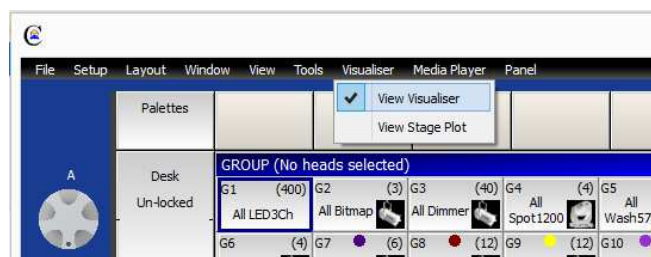 File Setup Layout Window View Tools Visualiser Media Player Panel
View Visualiser
View Stage Plot
Palettes
A
Desk
Un-locked
GROUP (No heads selected)
G1 (400) G2 (3) G3 (40) G4 (4) G5
All LED3Ch All Bitmap All Dimmer All Spot1200 All Wash57
G6 (4) G7 (6) G8 (12) G9 (12) G10